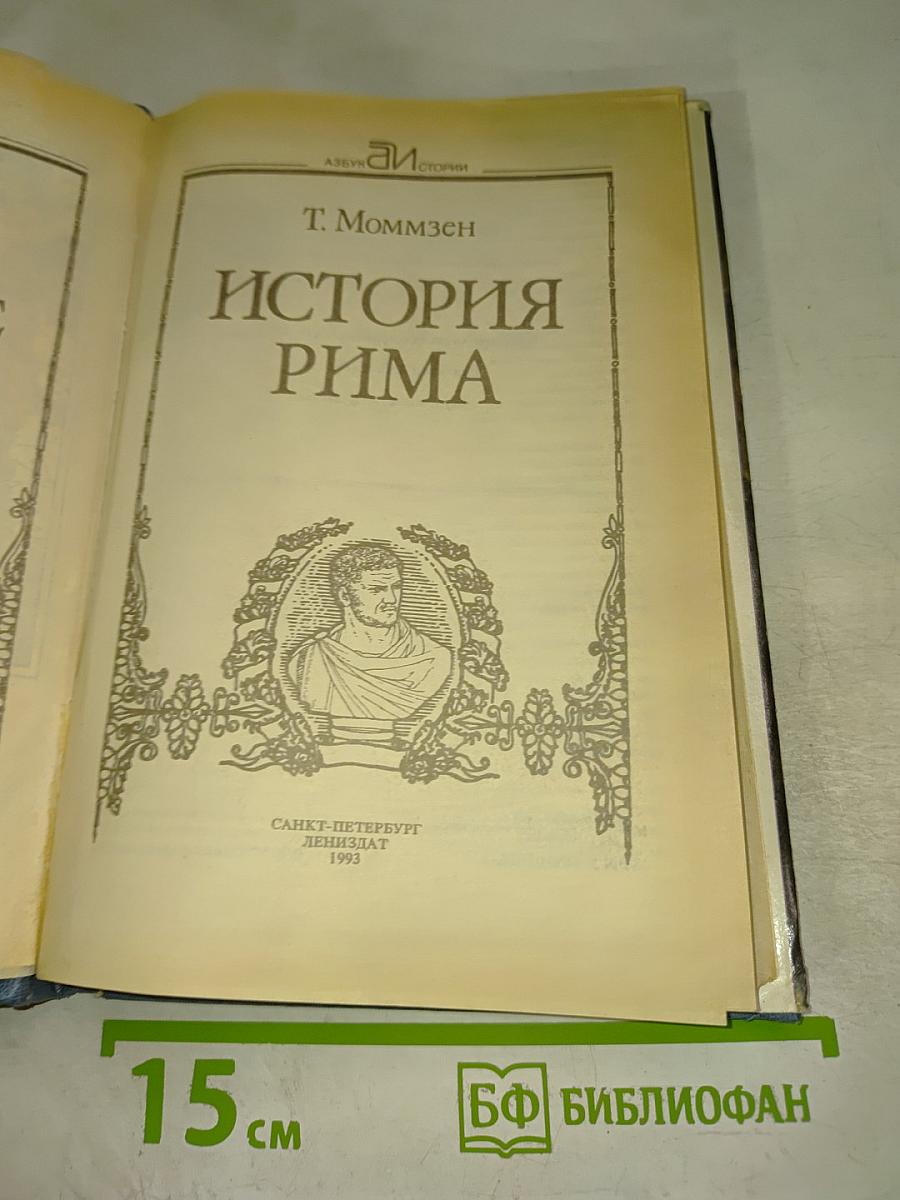 АЗБУКА ИСТОРИИ
Т. Моммзен
ИСТОРИЯ
РИМА
САНКТ-ПЕТЕРБУРГ
ЛЕНИЗДАТ
1993
15 см
БФ БИБЛИОФАН